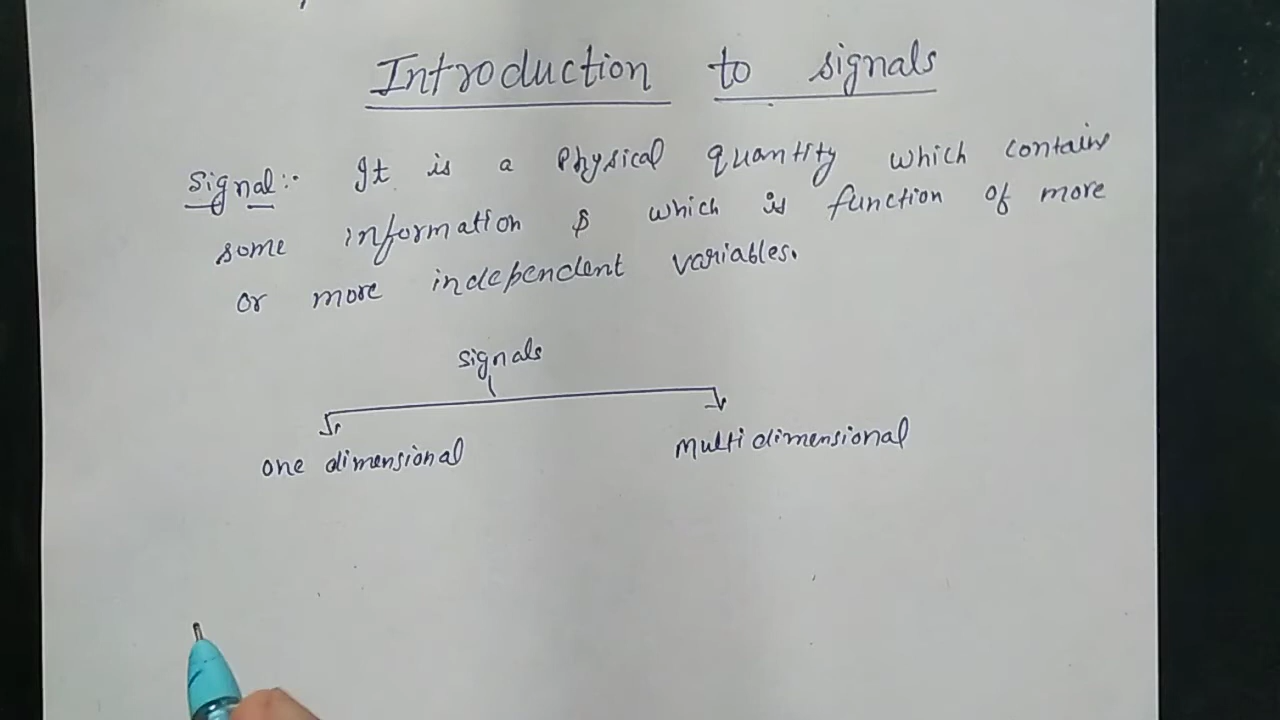 Introduction to signals
Signal:- It is a Physical quantity which contains
some information & which is function of more
or more independent variables.
signals
one dimensional multi dimensional